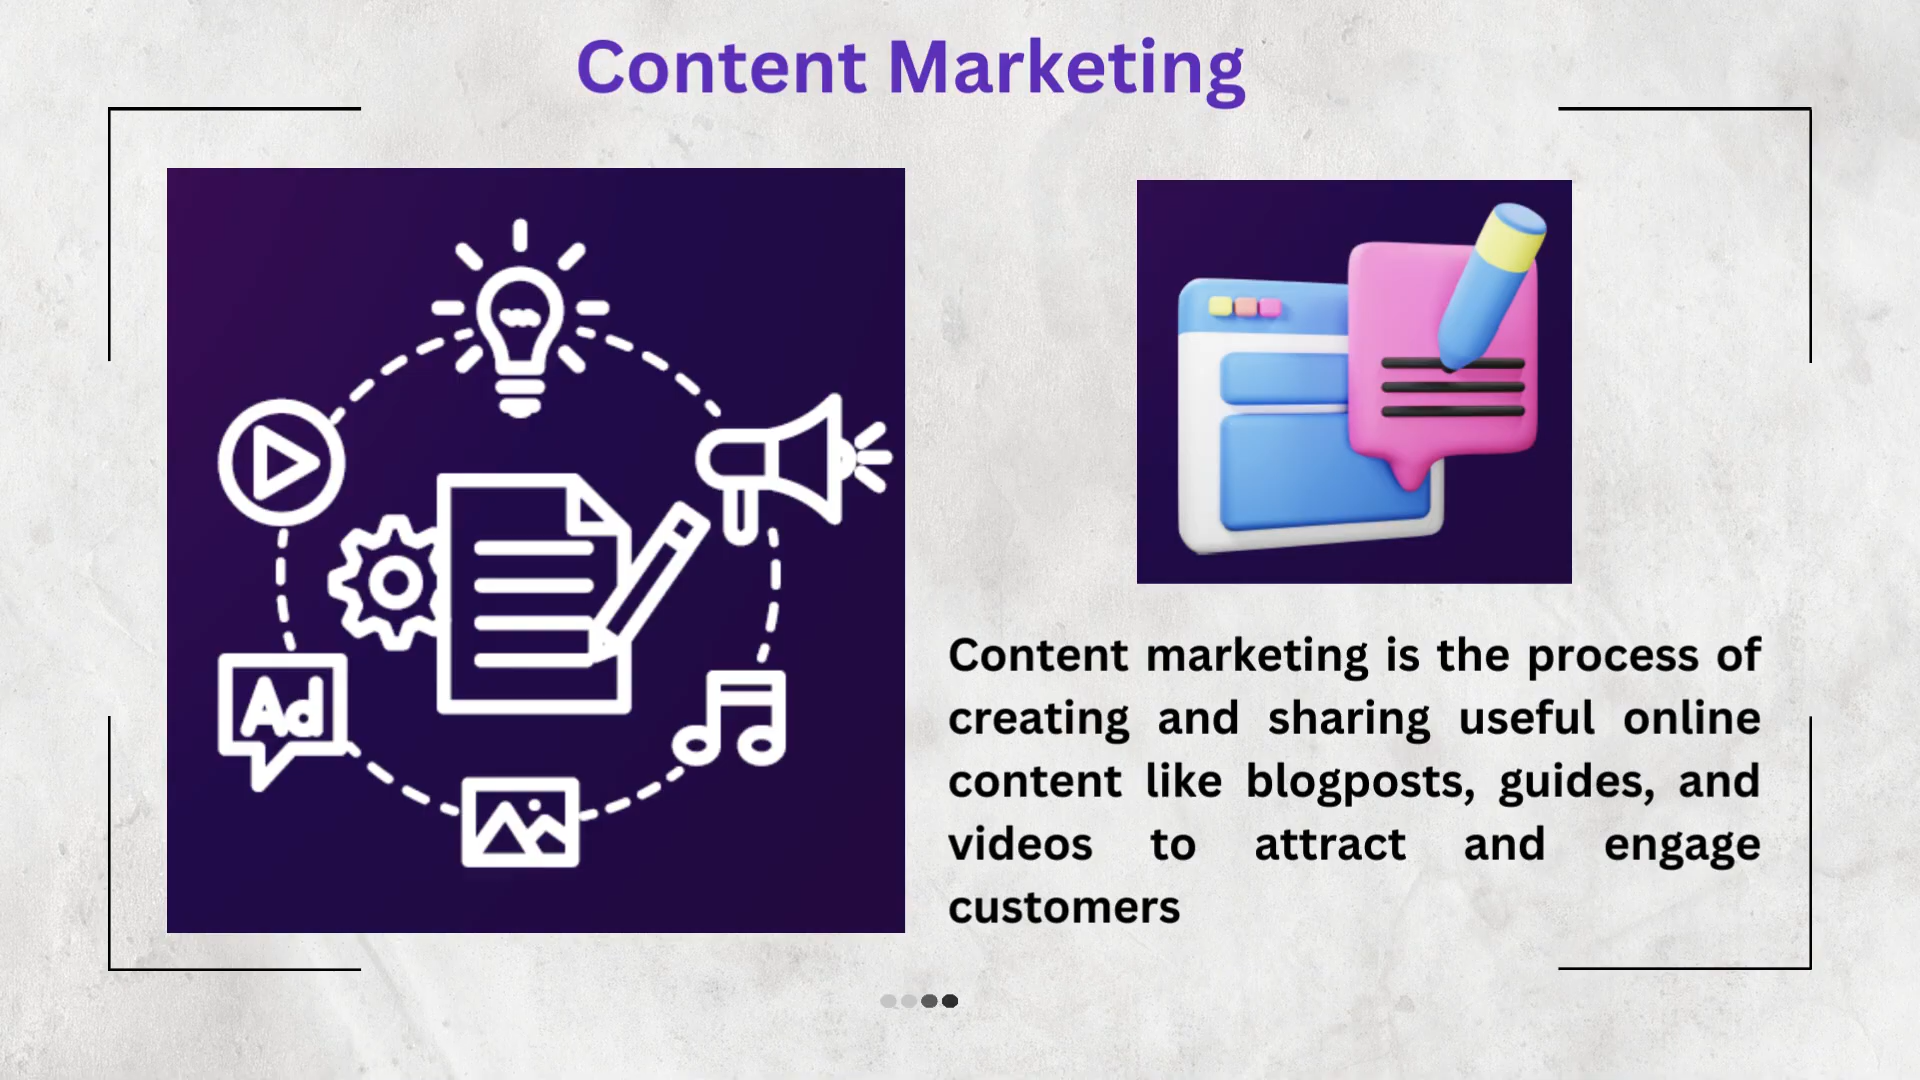 Content Marketing
Ad
Content marketing is the process of
creating and sharing useful online
content like blogposts, guides, and
videos to attract and engage
customers